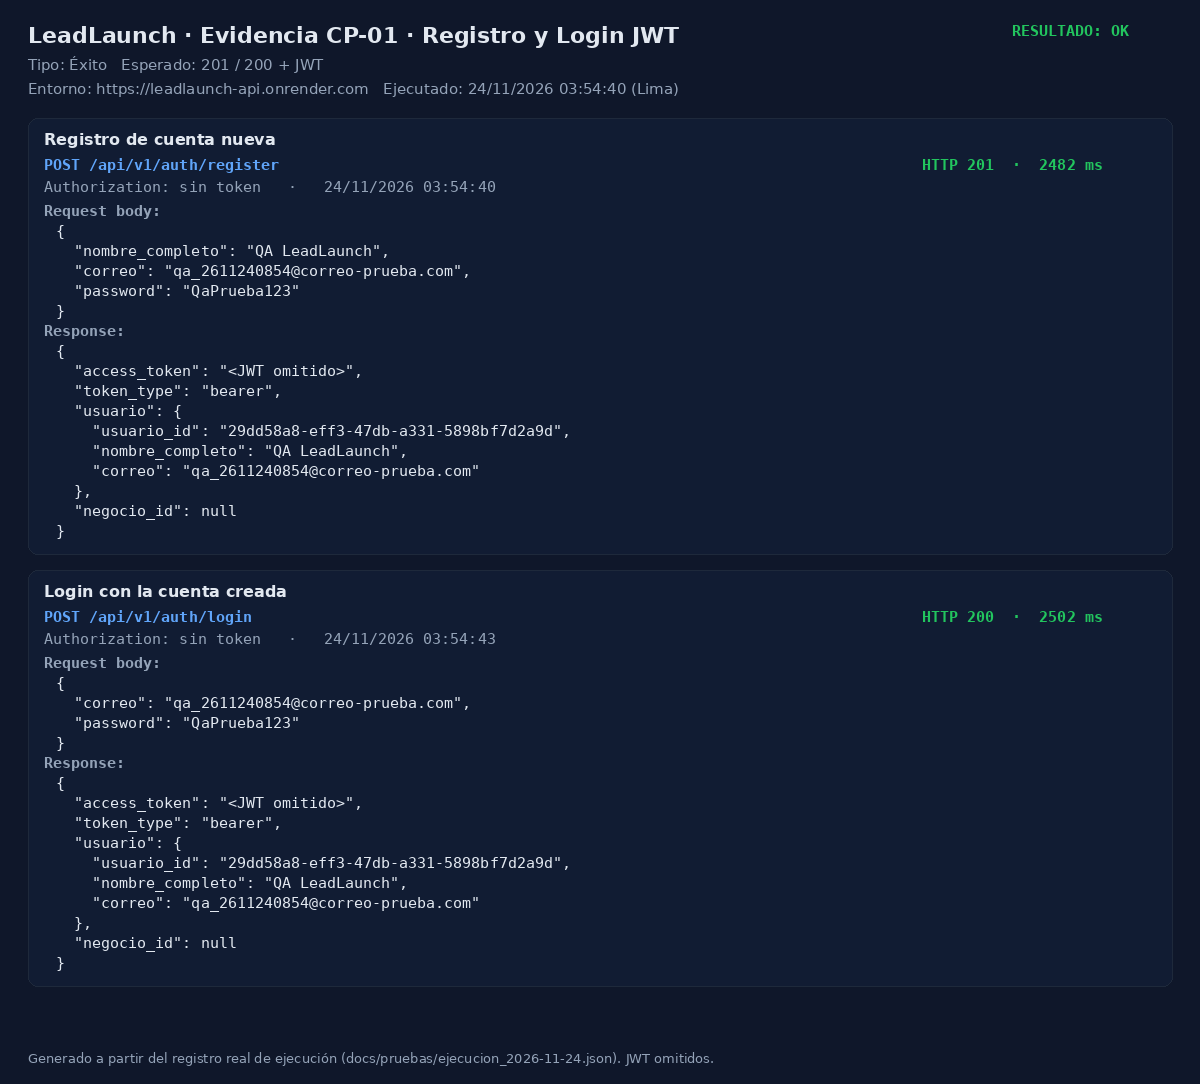 LeadLaunch · Evidencia CP-01 · Registro y Login JWT
RESULTADO: OK
Tipo: Éxito   Esperado: 201 / 200 + JWT
Entorno: https://leadlaunch-api.onrender.com   Ejecutado: 24/11/2026 03:54:40 (Lima)
Registro de cuenta nueva
POST /api/v1/auth/register
HTTP 201  ·  2482 ms
Authorization: sin token   ·   24/11/2026 03:54:40
Request body:
{
  "nombre_completo": "QA LeadLaunch",
  "correo": "qa_2611240854@correo-prueba.com",
  "password": "QaPrueba123"
}
Response:
{
  "access_token": "<JWT omitido>",
  "token_type": "bearer",
  "usuario": {
    "usuario_id": "29dd58a8-eff3-47db-a331-5898bf7d2a9d",
    "nombre_completo": "QA LeadLaunch",
    "correo": "qa_2611240854@correo-prueba.com"
  },
  "negocio_id": null
}
Login con la cuenta creada
POST /api/v1/auth/login
HTTP 200  ·  2502 ms
Authorization: sin token   ·   24/11/2026 03:54:43
Request body:
{
  "correo": "qa_2611240854@correo-prueba.com",
  "password": "QaPrueba123"
}
Response:
{
  "access_token": "<JWT omitido>",
  "token_type": "bearer",
  "usuario": {
    "usuario_id": "29dd58a8-eff3-47db-a331-5898bf7d2a9d",
    "nombre_completo": "QA LeadLaunch",
    "correo": "qa_2611240854@correo-prueba.com"
  },
  "negocio_id": null
}
Generado a partir del registro real de ejecución (docs/pruebas/ejecucion_2026-11-24.json). JWT omitidos.